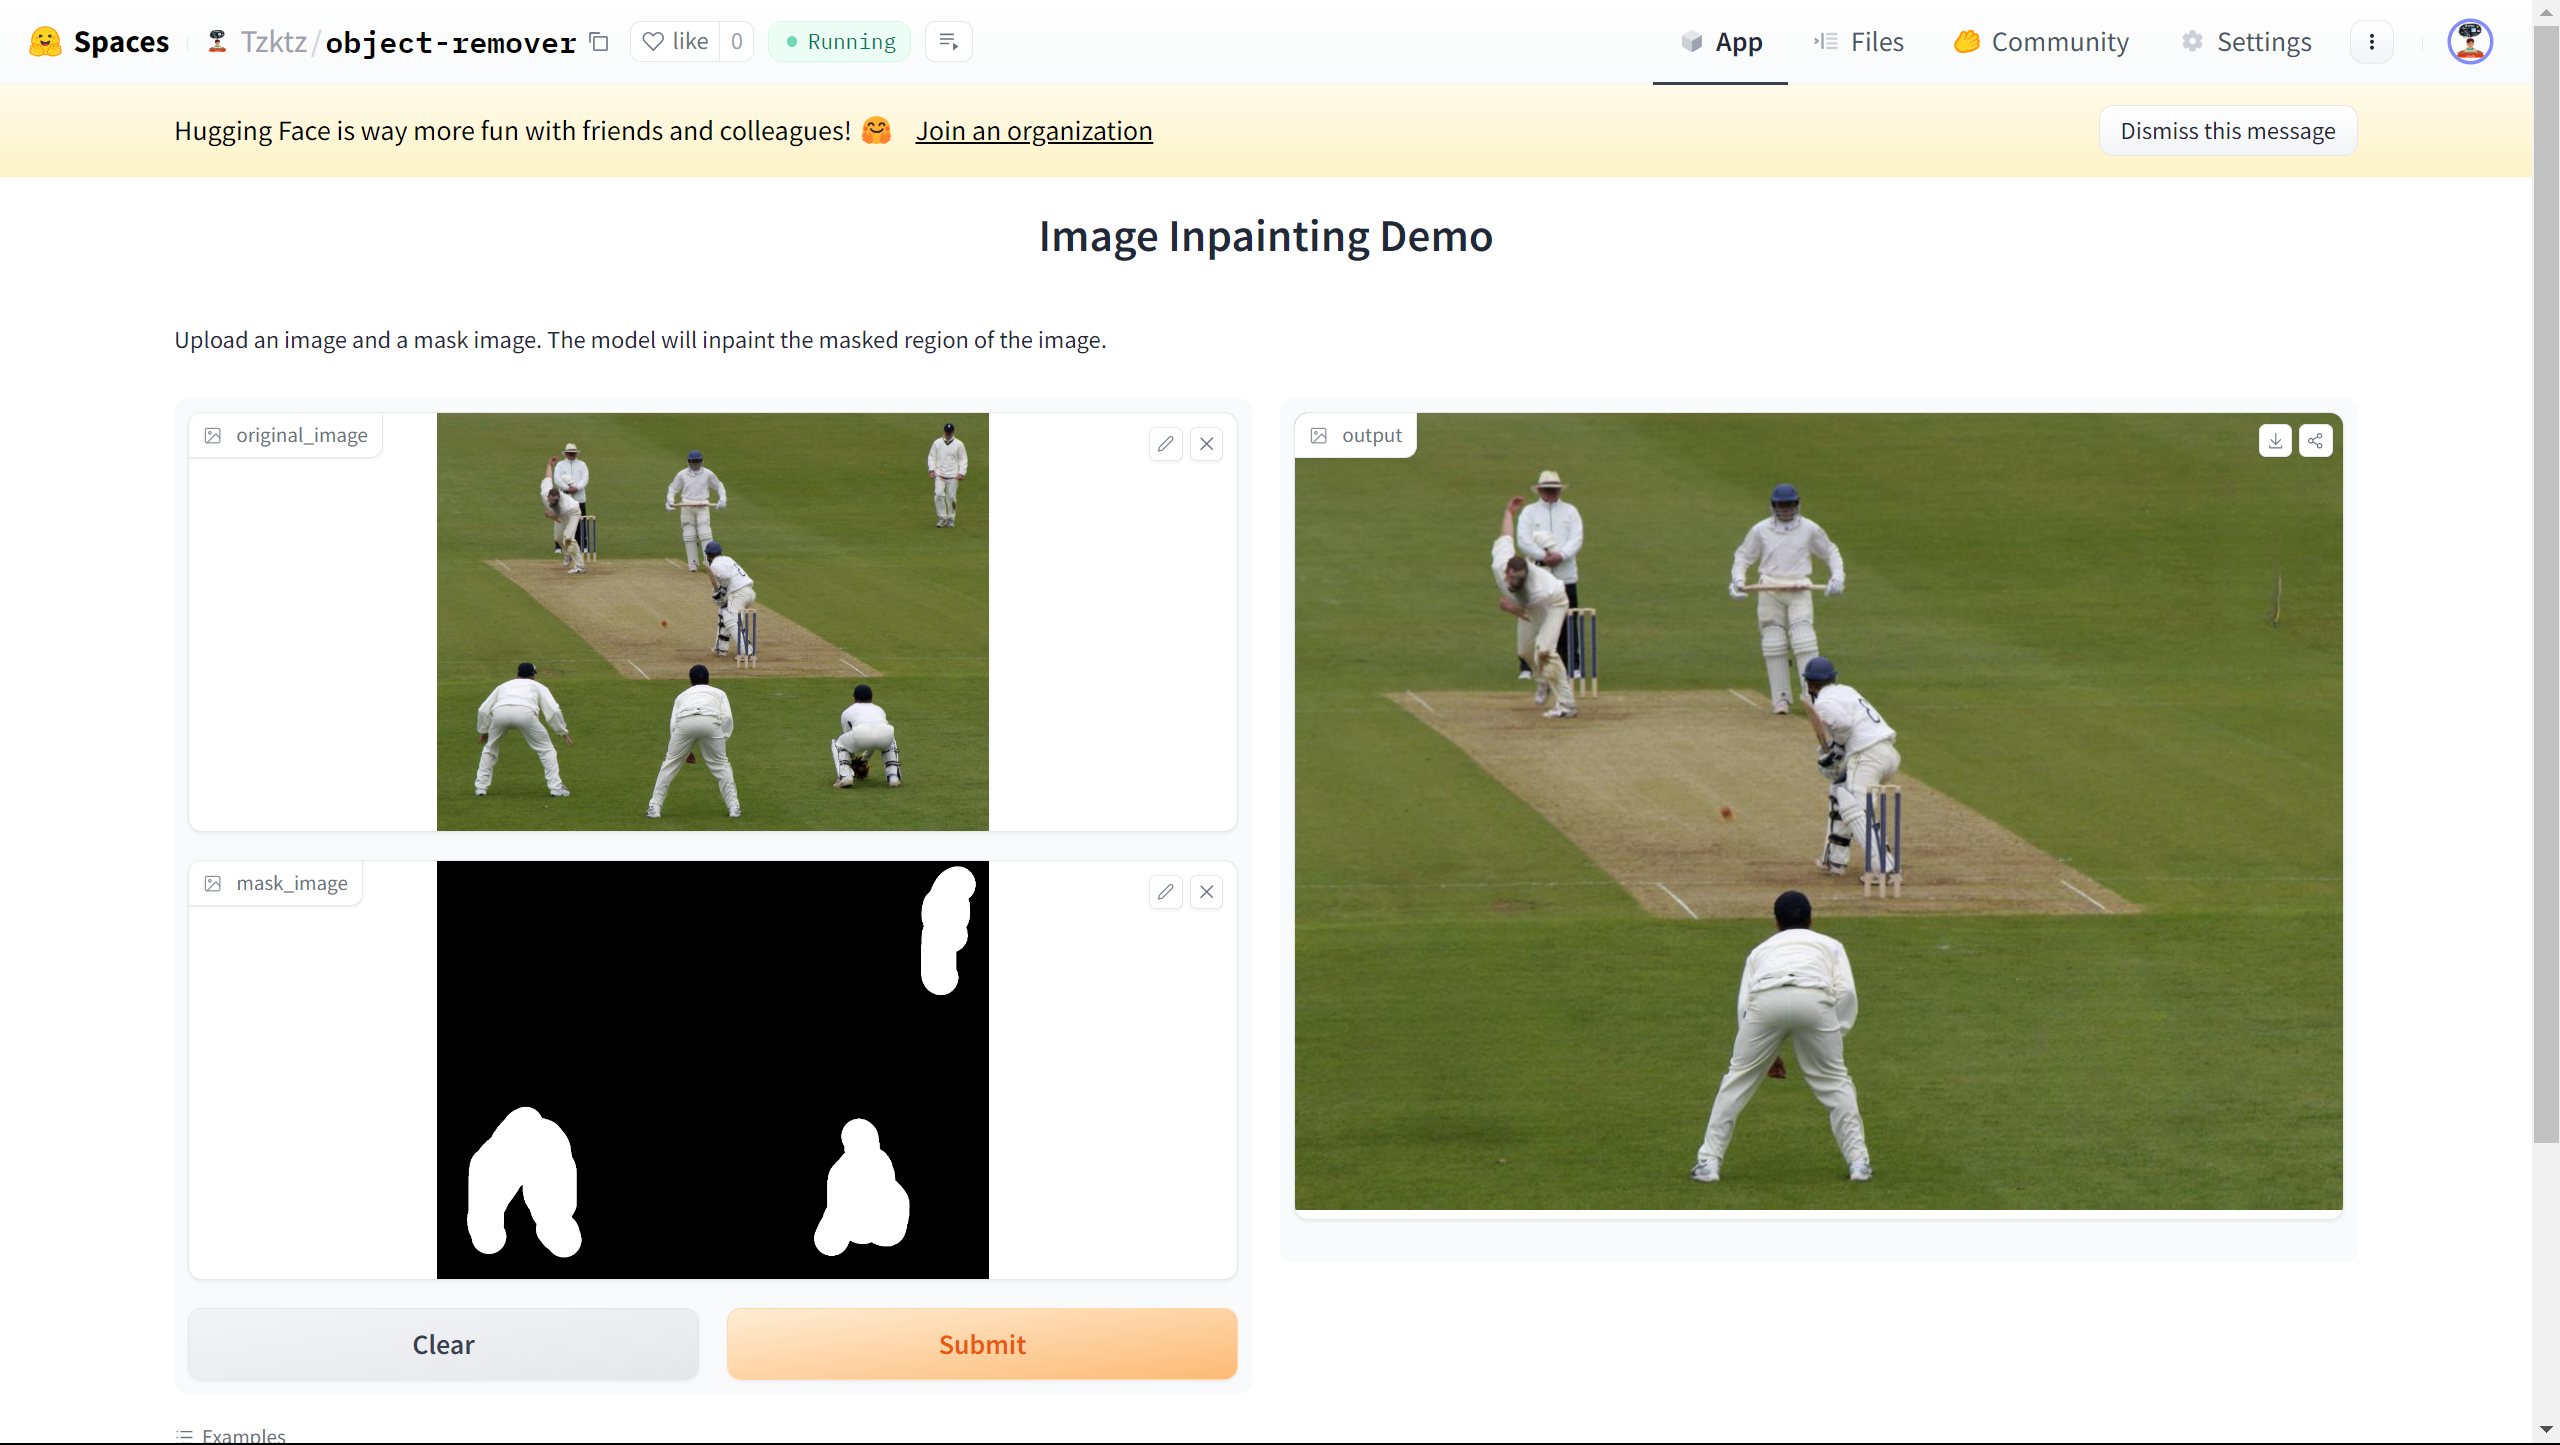 Spaces Tzktz/object-remover like 0 Running App Files Community Settings
Hugging Face is way more fun with friends and colleagues! 🤗 Join an organization Dismiss this message
Image Inpainting Demo
Upload an image and a mask image. The model will inpaint the masked region of the image.
original_image
output
mask_image
Clear Submit
Examples